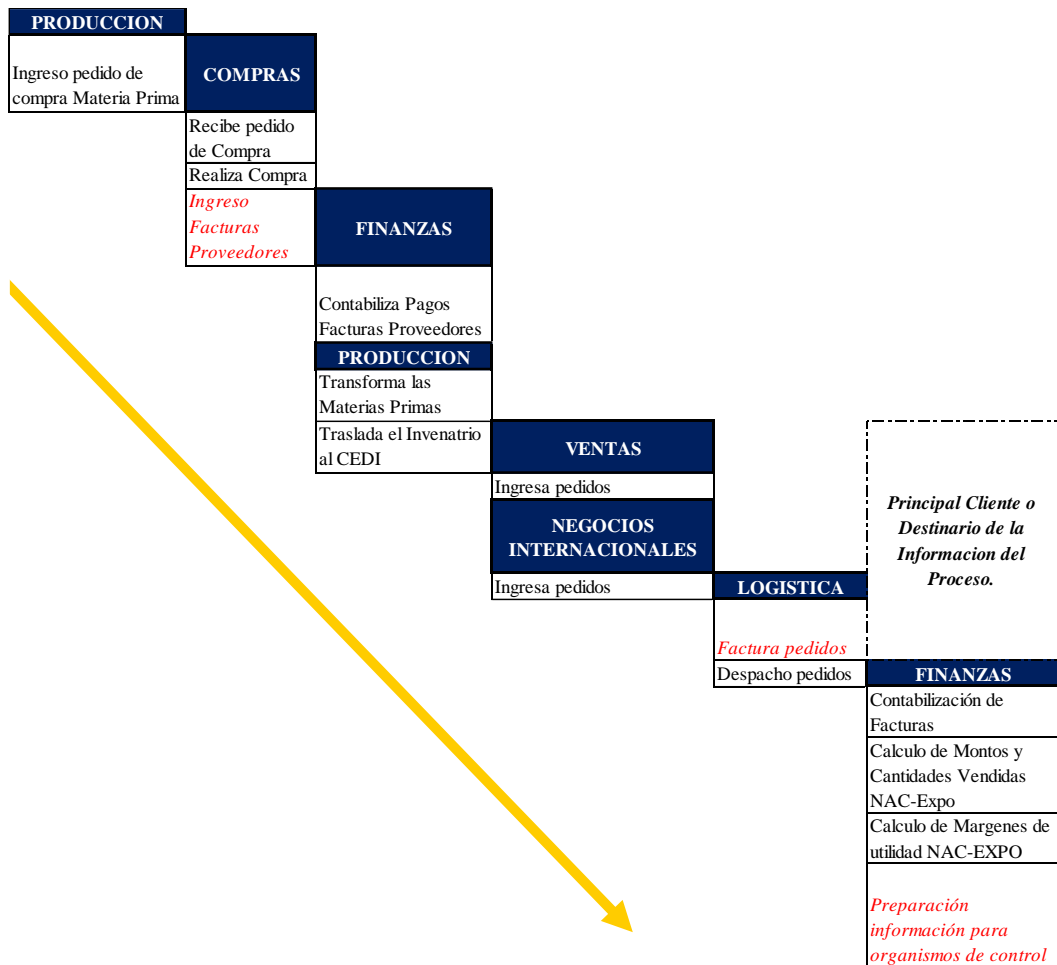 PRODUCCION
Ingreso pedido de
compra Materia Prima
COMPRAS
Recibe pedido
de Compra
Realiza Compra
Ingreso
Facturas
Proveedores
FINANZAS
Contabiliza Pagos
Facturas Proveedores
PRODUCCION
Transforma las
Materias Primas
Traslada el Invenatrio
al CEDI
VENTAS
Ingresa pedidos
NEGOCIOS
INTERNACIONALES
Ingresa pedidos
LOGISTICA
Factura pedidos
Despacho pedidos
Principal Cliente o
Destinario de la
Informacion del
Proceso.
FINANZAS
Contabilización de
Facturas
Calculo de Montos y
Cantidades Vendidas
NAC-Expo
Calculo de Margenes de
utilidad NAC-EXPO
Preparación
información para
organismos de control